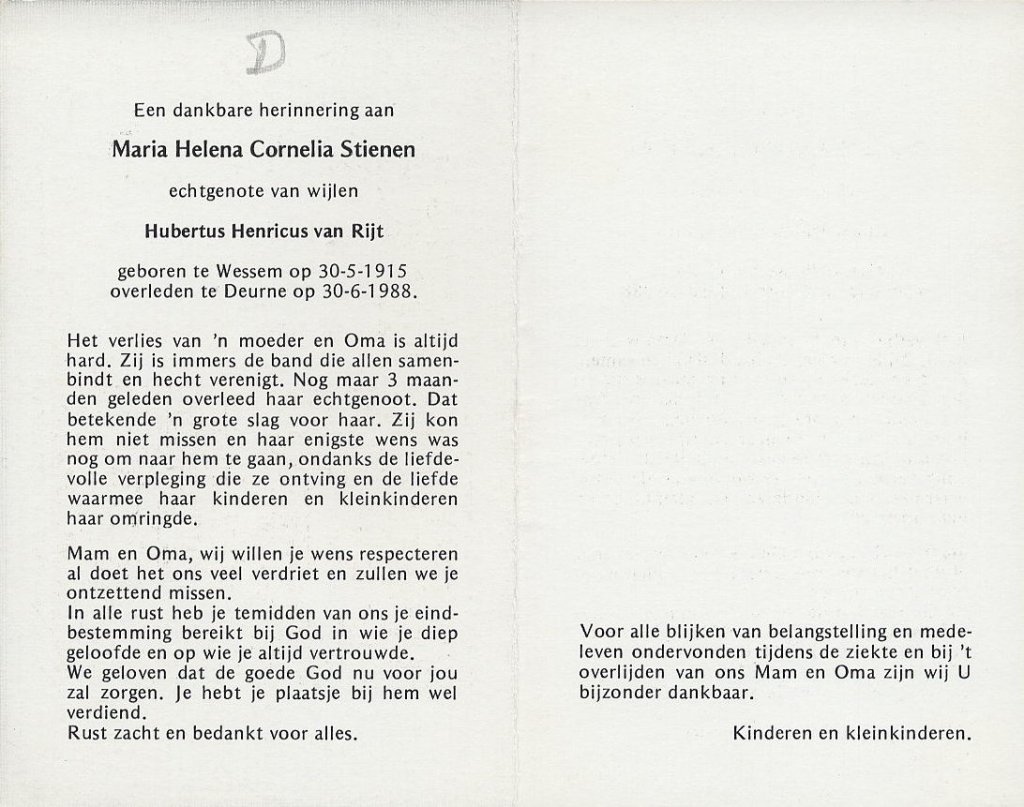 D
Een dankbare herinnering aan
Maria Helena Cornelia Stienen
echtgenote van wijlen
Hubertus Henricus van Rijt
geboren te Wessem op 30-5-1915
overleden te Deurne op 30-6-1988.
Het verlies van 'n moeder en Oma is altijd
hard. Zij is immers de band die allen samen-
bindt en hecht verenigt. Nog maar 3 maan-
den geleden overleed haar echtgenoot. Dat
betekende 'n grote slag voor haar. Zij kon
hem niet missen en haar enigste wens was
nog om naar hem te gaan, ondanks de liefde-
volle verpleging die ze ontving en de liefde
waarmee haar kinderen en kleinkinderen
haar omringde.
Mam en Oma, wij willen je wens respecteren
al doet het ons veel verdriet en zullen we je
ontzettend missen.
In alle rust heb je temidden van ons je eind-
bestemming bereikt bij God in wie je diep
geloofde en op wie je altijd vertrouwde.
We geloven dat de goede God nu voor jou
zal zorgen. Je hebt je plaatsje bij hem wel
verdiend.
Rust zacht en bedankt voor alles.
Voor alle blijken van belangstelling en mede-
leven ondervonden tijdens de ziekte en bij 't
overlijden van ons Mam en Oma zijn wij U
bijzonder dankbaar.
Kinderen en kleinkinderen.